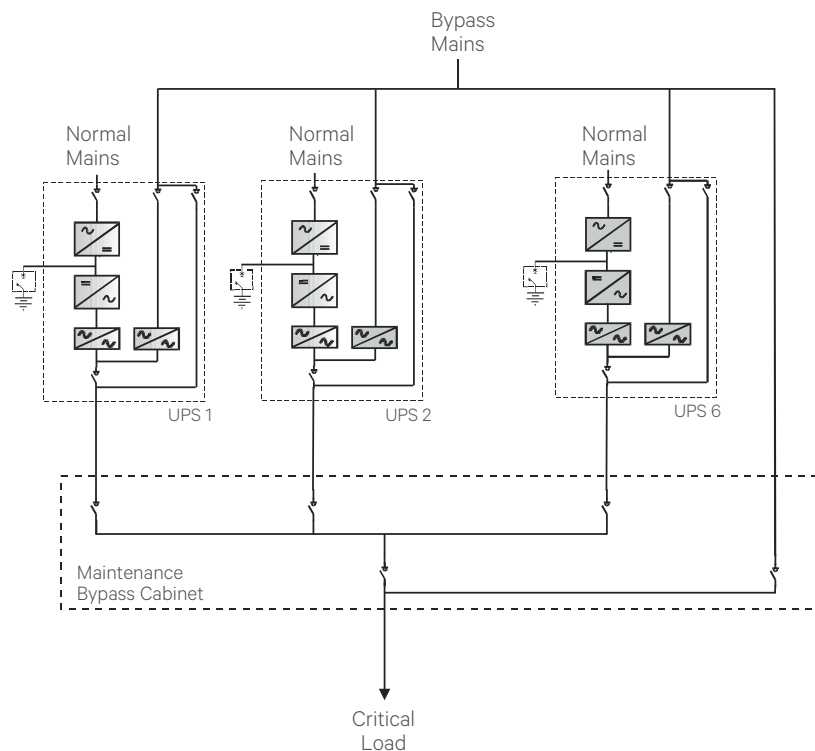 Bypass
Mains
Normal
Mains
Normal
Mains
Normal
Mains
UPS 1
UPS 2
UPS 6
Maintenance
Bypass Cabinet
Critical
Load